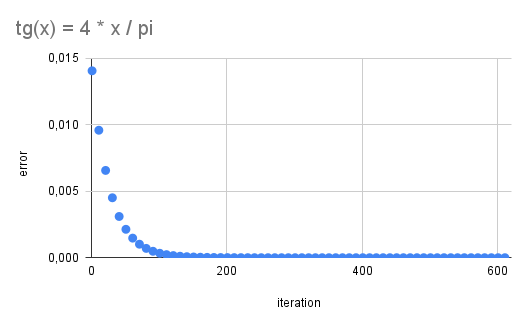 tg(x) = 4 * x / pi
0,015
0,010
0,005
0,000
error
0
200
400
600
iteration